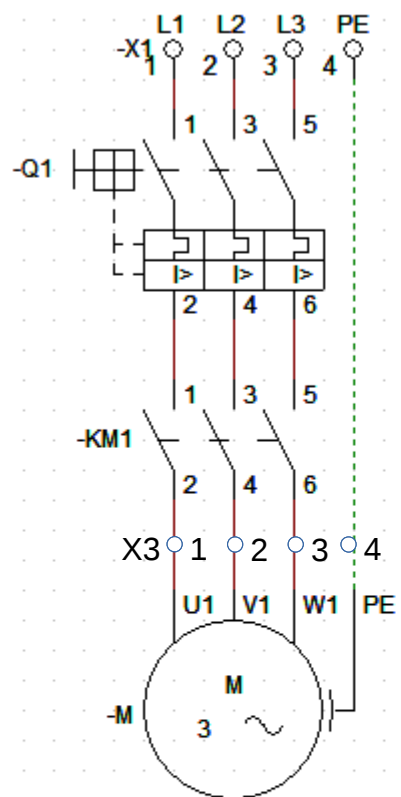 L1 L2 L3 PE
-X1 1 2 3 4
1 3 5
-Q1
I> I> I>
2 4 6
1 3 5
-KM1
2 4 6
X3 1 2 3 4
U1 V1 W1 PE
M
-M
3